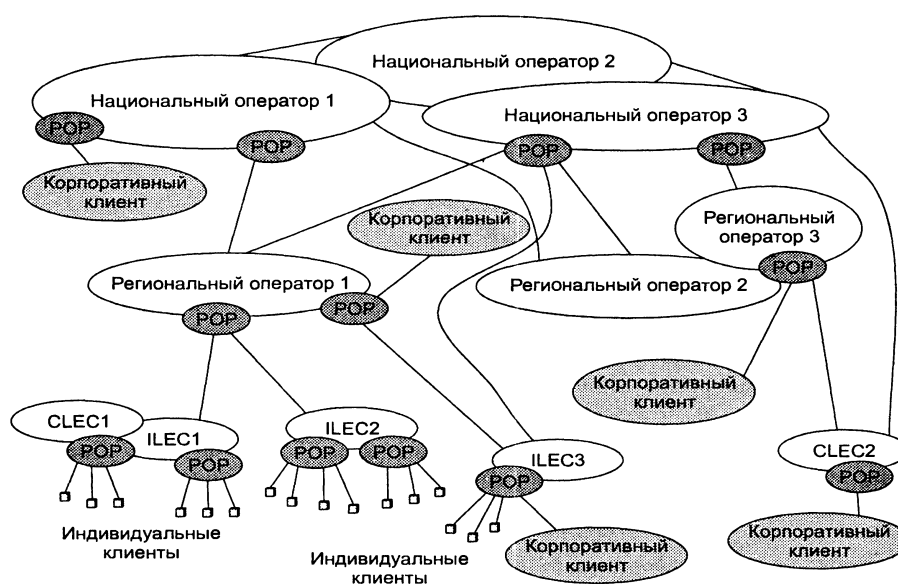 Национальный оператор 2
Национальный оператор 1
Национальный оператор 3
POP
POP
POP
POP
Корпоративный
клиент
Корпоративный
клиент
Региональный
оператор 3
POP
Региональный оператор 1
Региональный оператор 2
POP
POP
Корпоративный
клиент
CLEC1
ILEC1
ILEC2
POP
POP
POP
POP
ILEC3
POP
CLEC2
POP
Индивидуальные
клиенты
Индивидуальные
клиенты
Корпоративный
клиент
Корпоративный
клиент